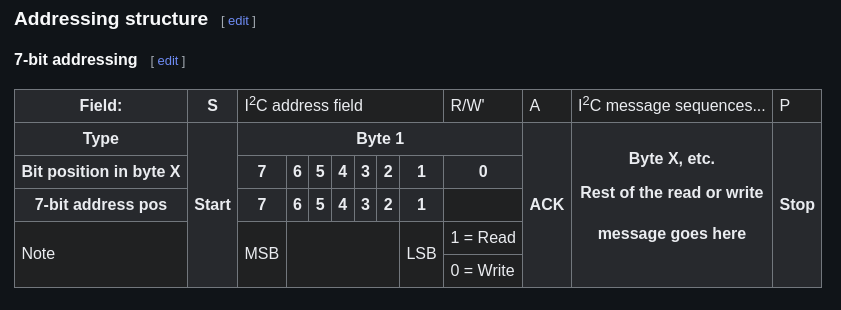 Addressing structure [ edit ]
7-bit addressing [ edit ]
Field: S I²C address field R/W' A I²C message sequences... P
Type Start Byte 1 ACK Byte X, etc. Rest of the read or write message goes here Stop
Bit position in byte X 7 6 5 4 3 2 1 0
7-bit address pos 7 6 5 4 3 2 1
Note MSB LSB 1 = Read
0 = Write